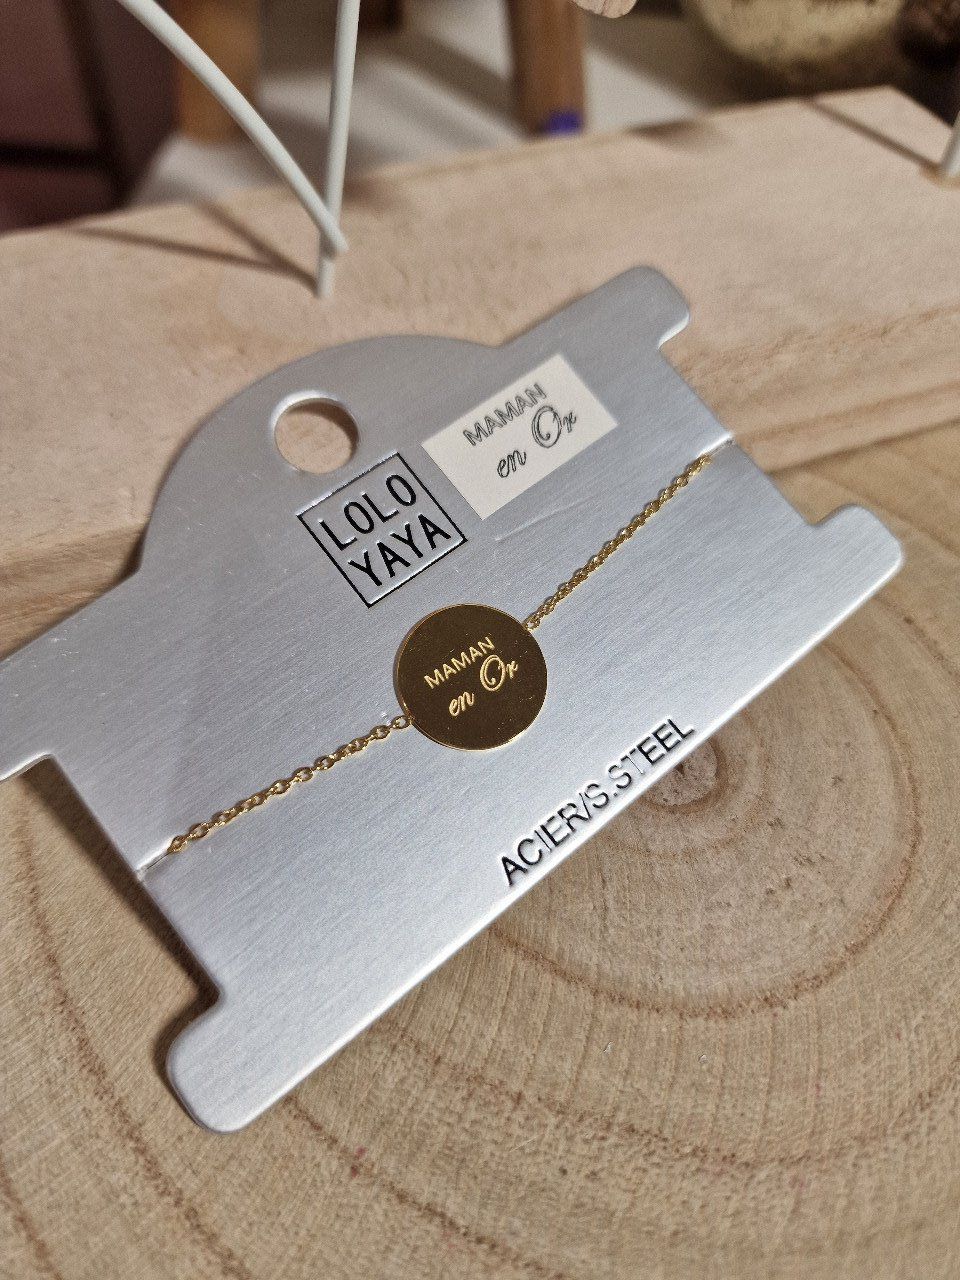 MAMAN
en Or
LOLO
YAYA
MAMAN
en Or
ACIER/S.STEEL